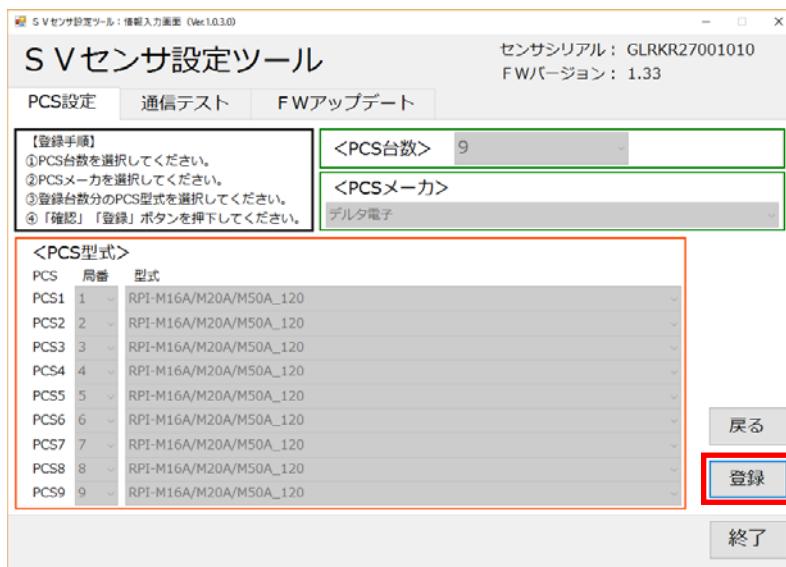 SVセンサ設定ツール：情報入力画面 (Ver.1.0.3.0)
SVセンサ設定ツール
センサシリアル： GLRKR27001010
FWバージョン： 1.33
PCS設定 通信テスト FWアップデート
【登録手順】
①PCS台数を選択してください。
②PCSメーカを選択してください。
③登録台数分のPCS型式を選択してください。
④「確認」「登録」ボタンを押下してください。
＜PCS台数＞ 9
＜PCSメーカ＞
デルタ電子
＜PCS型式＞
PCS 局番 型式
PCS1 1 RPI-M16A/M20A/M50A_120
PCS2 2 RPI-M16A/M20A/M50A_120
PCS3 3 RPI-M16A/M20A/M50A_120
PCS4 4 RPI-M16A/M20A/M50A_120
PCS5 5 RPI-M16A/M20A/M50A_120
PCS6 6 RPI-M16A/M20A/M50A_120
PCS7 7 RPI-M16A/M20A/M50A_120
PCS8 8 RPI-M16A/M20A/M50A_120
PCS9 9 RPI-M16A/M20A/M50A_120
戻る
登録
終了